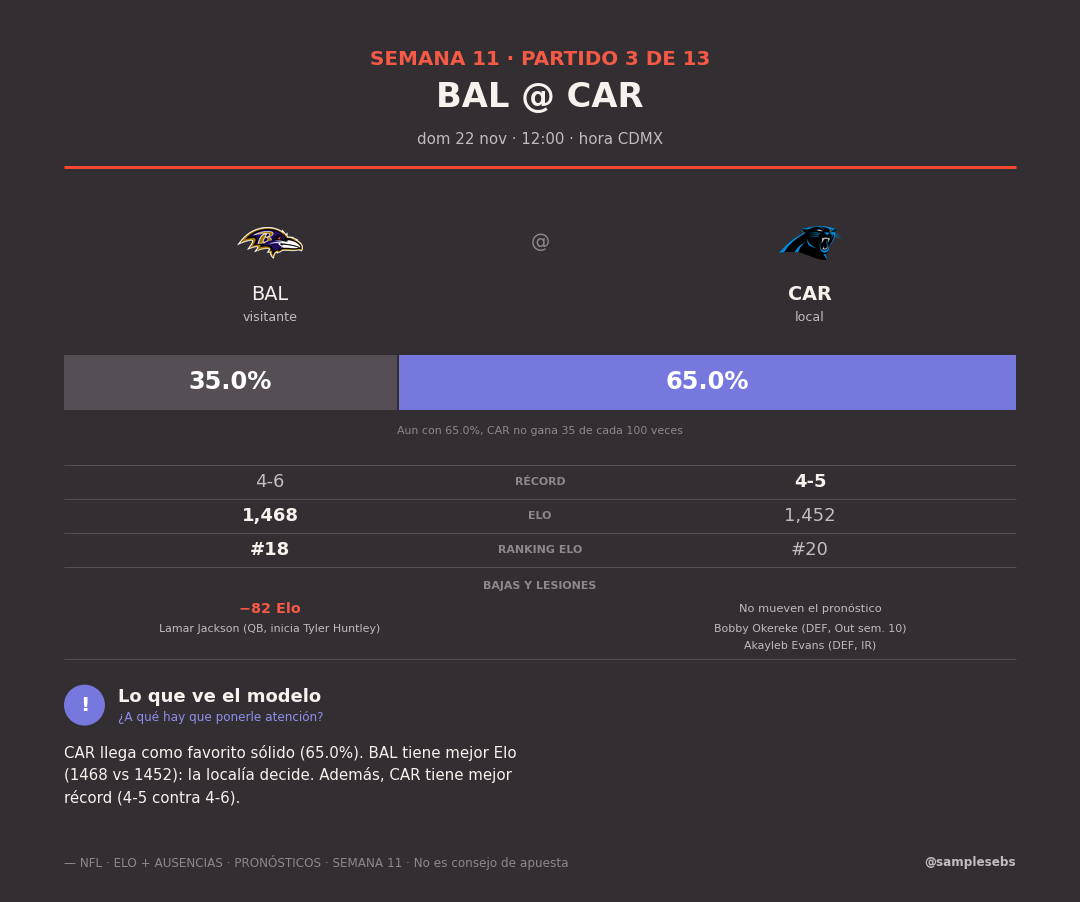 SEMANA 11 · PARTIDO 3 DE 13
BAL @ CAR
dom 22 nov · 12:00 · hora CDMX
@
BAL
visitante
CAR
local
35.0%
65.0%
Aun con 65.0%, CAR no gana 35 de cada 100 veces
4-6 RÉCORD 4-5
1,468 ELO 1,452
#18 RANKING ELO #20
BAJAS Y LESIONES
−82 Elo
Lamar Jackson (QB, inicia Tyler Huntley)
No mueven el pronóstico
Bobby Okereke (DEF, Out sem. 10)
Akayleb Evans (DEF, IR)
! Lo que ve el modelo
¿A qué hay que ponerle atención?
CAR llega como favorito sólido (65.0%). BAL tiene mejor Elo
(1468 vs 1452): la localía decide. Además, CAR tiene mejor
récord (4-5 contra 4-6).
— NFL · ELO + AUSENCIAS · PRONÓSTICOS · SEMANA 11 · No es consejo de apuesta
@samplesebs